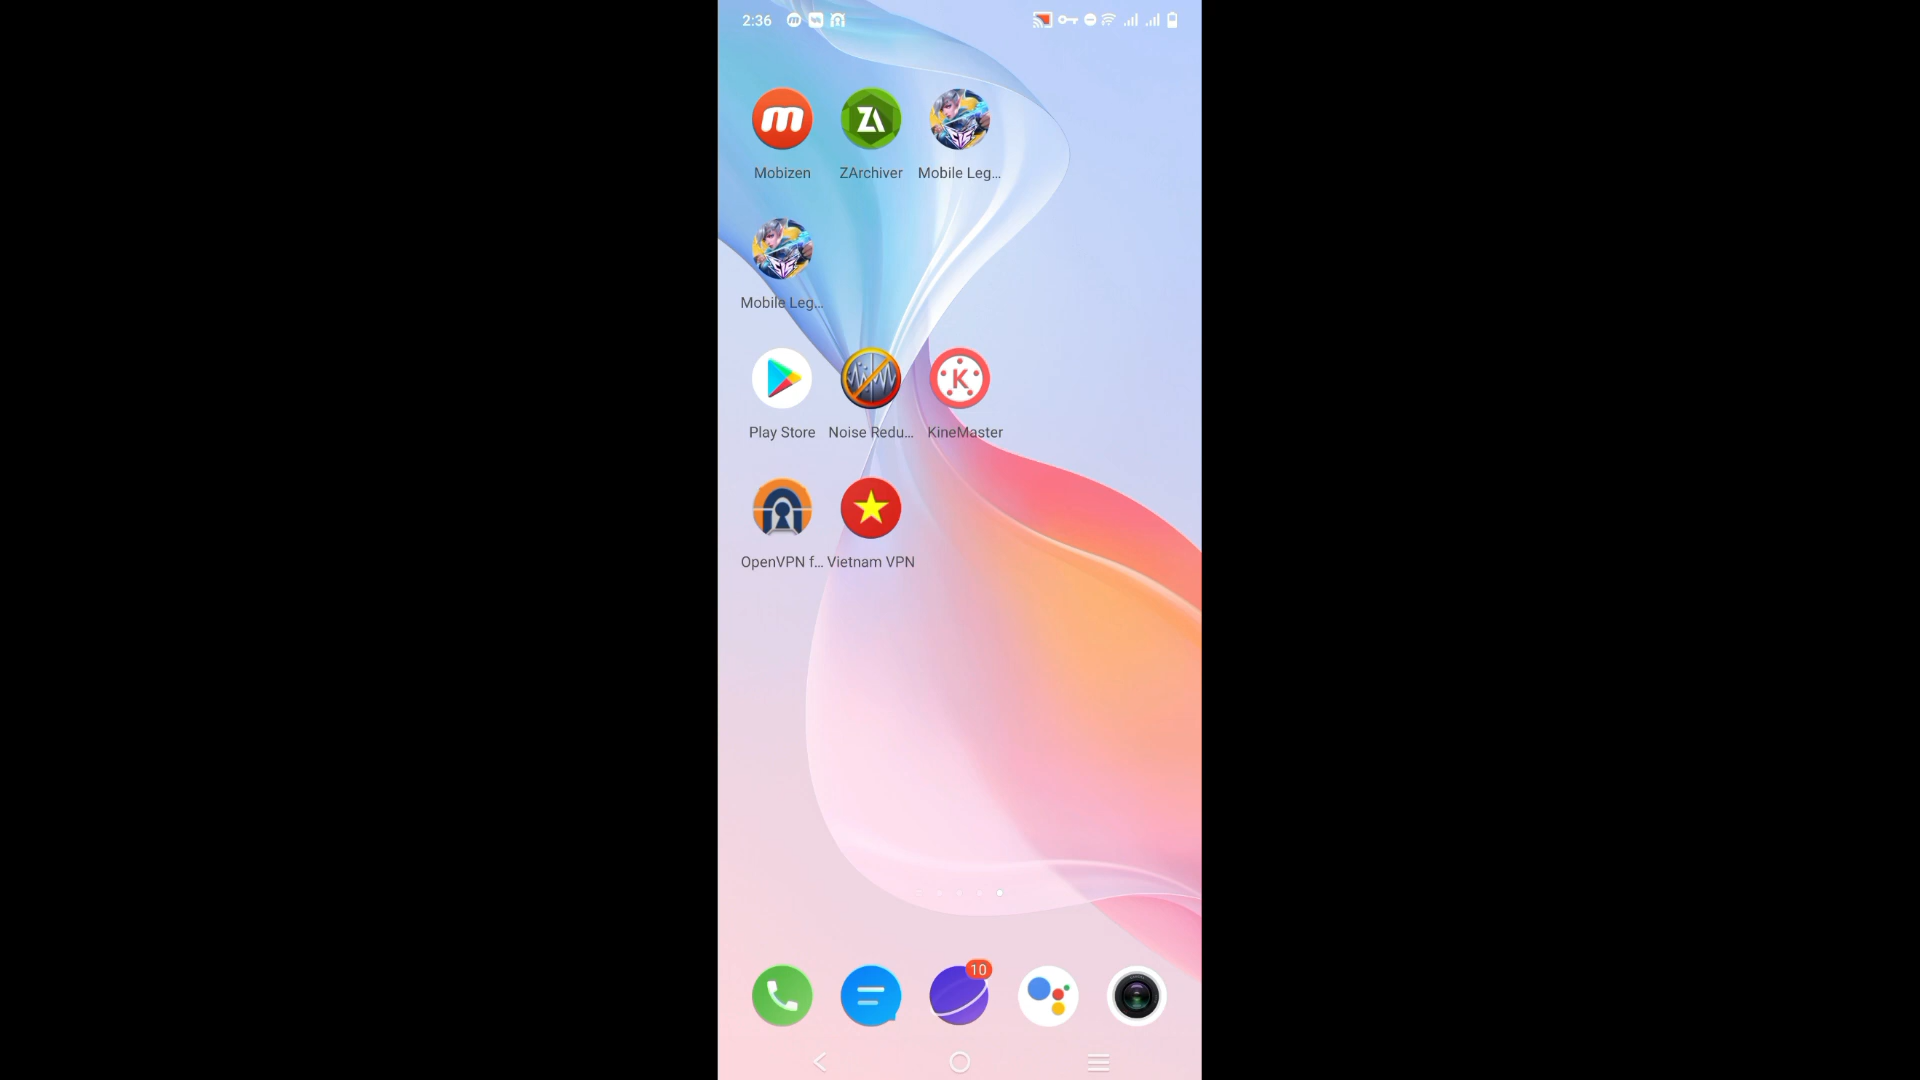 2:36
Mobizen ZArchiver Mobile Leg...
Mobile Leg...
Play Store Noise Redu... KineMaster
OpenVPN f... Vietnam VPN
10